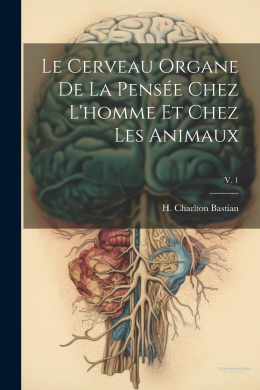 Le Cerveau Organe
De La Pensée Chez
L'homme Et Chez
Les Animaux
V. 1
H. Charlton Bastian